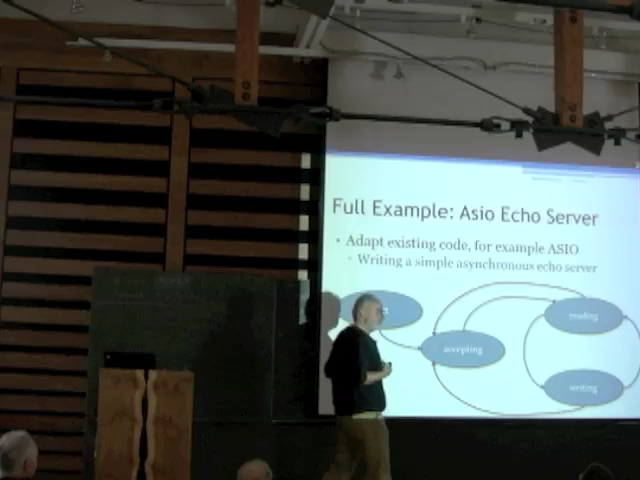 Full Example: Asio Echo Server
• Adapt existing code, for example ASIO
▫ Writing a simple asynchronous echo server
reading
accepting
writing